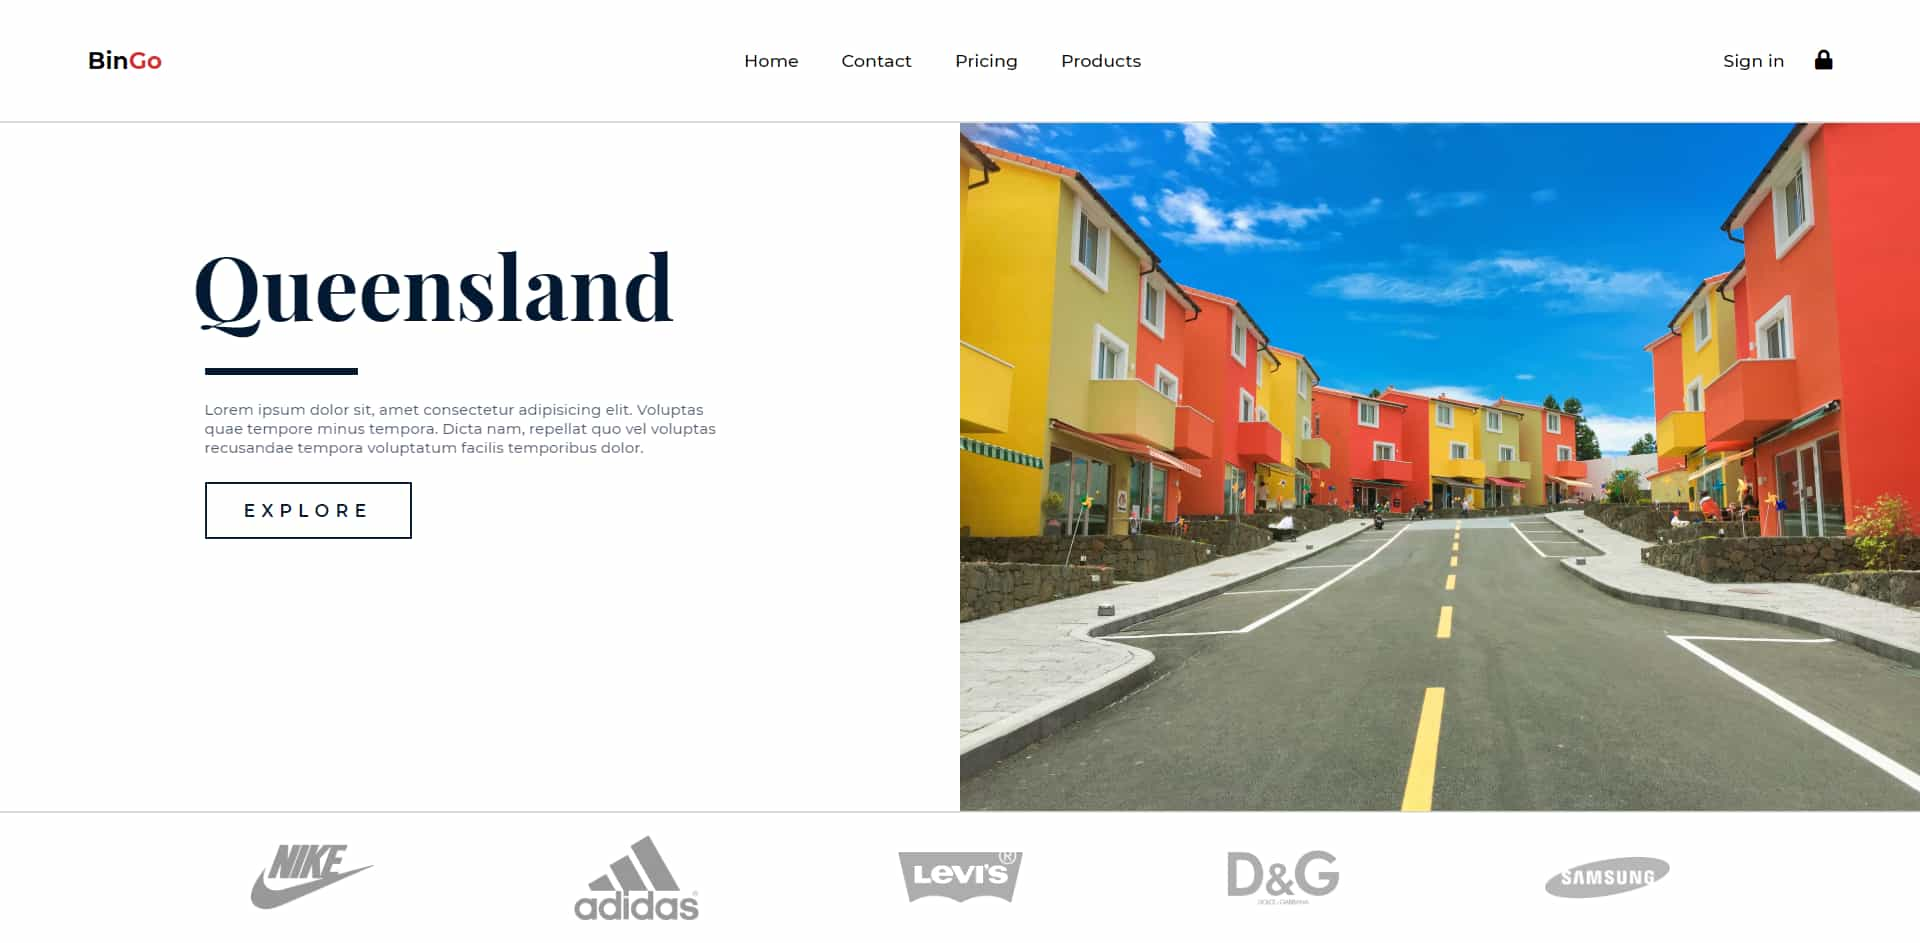 BinGo
Home Contact Pricing Products
Sign in
Queensland
Lorem ipsum dolor sit, amet consectetur adipisicing elit. Voluptas
quae tempore minus tempora. Dicta nam, repellat quo vel voluptas
recusandae tempora voluptatum facilis temporibus dolor.
EXPLORE
NIKE
adidas®
LEVI'S®
D&G
DOLCE & GABBANA
SAMSUNG